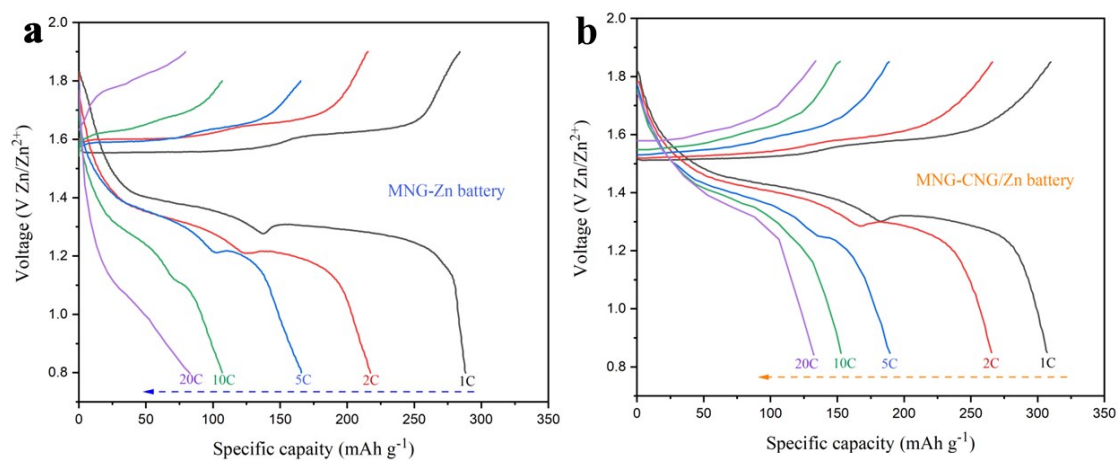 a
2.0
1.8
1.6
1.4
1.2
1.0
0.8
Voltage (V Zn/Zn²⁺)
MNG-Zn battery
20C
10C
5C
2C
1C
0
50
100
150
200
250
300
350
Specific capaity (mAh g⁻¹)
b
2.0
1.8
1.6
1.4
1.2
1.0
0.8
Voltage (V Zn/Zn²⁺)
MNG-CNG/Zn battery
20C
10C
5C
2C
1C
0
50
100
150
200
250
300
350
Specific capacity (mAh g⁻¹)